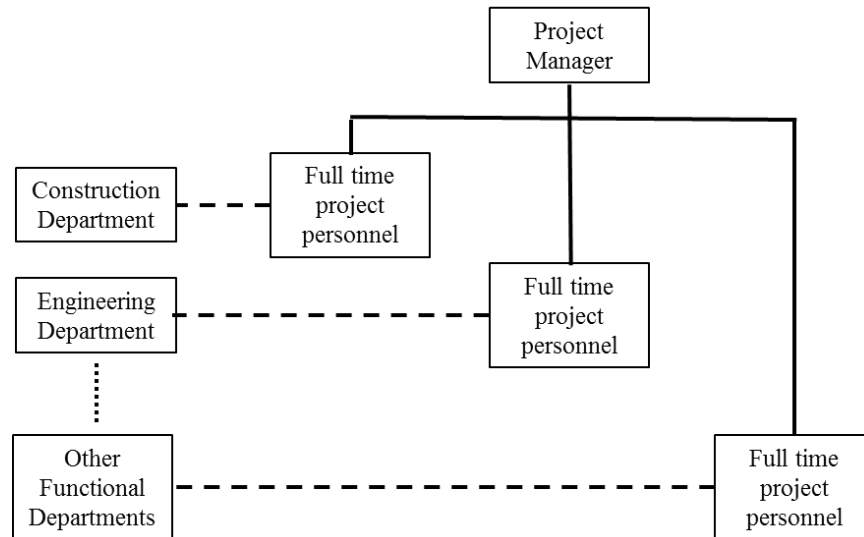 Project
Manager
Construction
Department
Full time
project
personnel
Engineering
Department
Full time
project
personnel
Other
Functional
Departments
Full time
project
personnel